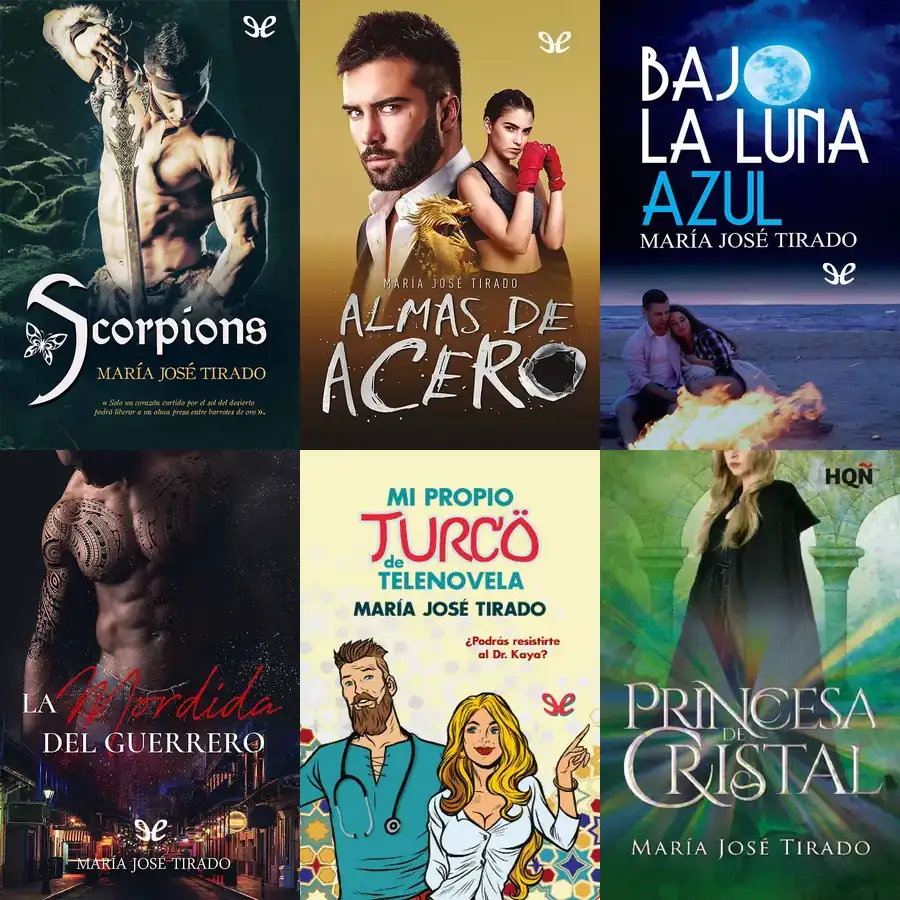 Scorpions
MARÍA JOSÉ TIRADO
« Solo un corazón curtido por el sol del desierto
podrá liberar a un alma presa entre barrotes de oro ».
MARÍA JOSÉ TIRADO
ALMAS DE
ACERO
BAJO
LA LUNA
AZUL
MARÍA JOSÉ TIRADO
LA Mordida
DEL GUERRERO
MARÍA JOSÉ TIRADO
MI PROPIO
TURCÖ
de
TELENOVELA
MARÍA JOSÉ TIRADO
¿Podrás resistirte
al Dr. Kaya?
HQÑ™
PRINCESA
DE
CRISTAL
MARÍA JOSÉ TIRADO